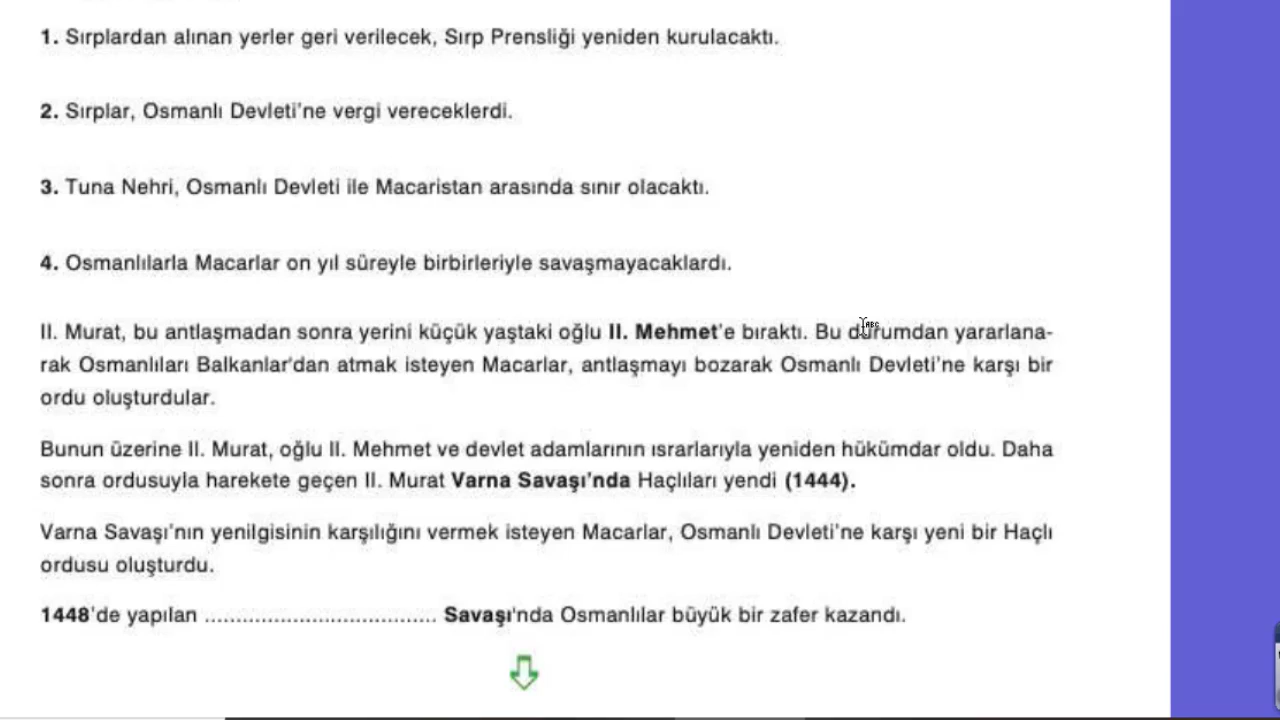 1. Sırplardan alınan yerler geri verilecek, Sırp Prensliği yeniden kurulacaktı.
2. Sırplar, Osmanlı Devleti'ne vergi vereceklerdi.
3. Tuna Nehri, Osmanlı Devleti ile Macaristan arasında sınır olacaktı.
4. Osmanlılarla Macarlar on yıl süreyle birbirleriyle savaşmayacaklardı.
II. Murat, bu antlaşmadan sonra yerini küçük yaştaki oğlu II. Mehmet'e bıraktı. Bu durumdan yararlana-
rak Osmanlıları Balkanlar'dan atmak isteyen Macarlar, antlaşmayı bozarak Osmanlı Devleti'ne karşı bir
ordu oluşturdular.
Bunun üzerine II. Murat, oğlu II. Mehmet ve devlet adamlarının ısrarlarıyla yeniden hükümdar oldu. Daha
sonra ordusuyla harekete geçen II. Murat Varna Savaşı'nda Haçlıları yendi (1444).
Varna Savaşı'nın yenilgisinin karşılığını vermek isteyen Macarlar, Osmanlı Devleti'ne karşı yeni bir Haçlı
ordusu oluşturdu.
1448'de yapılan ..................................... Savaşı'nda Osmanlılar büyük bir zafer kazandı.